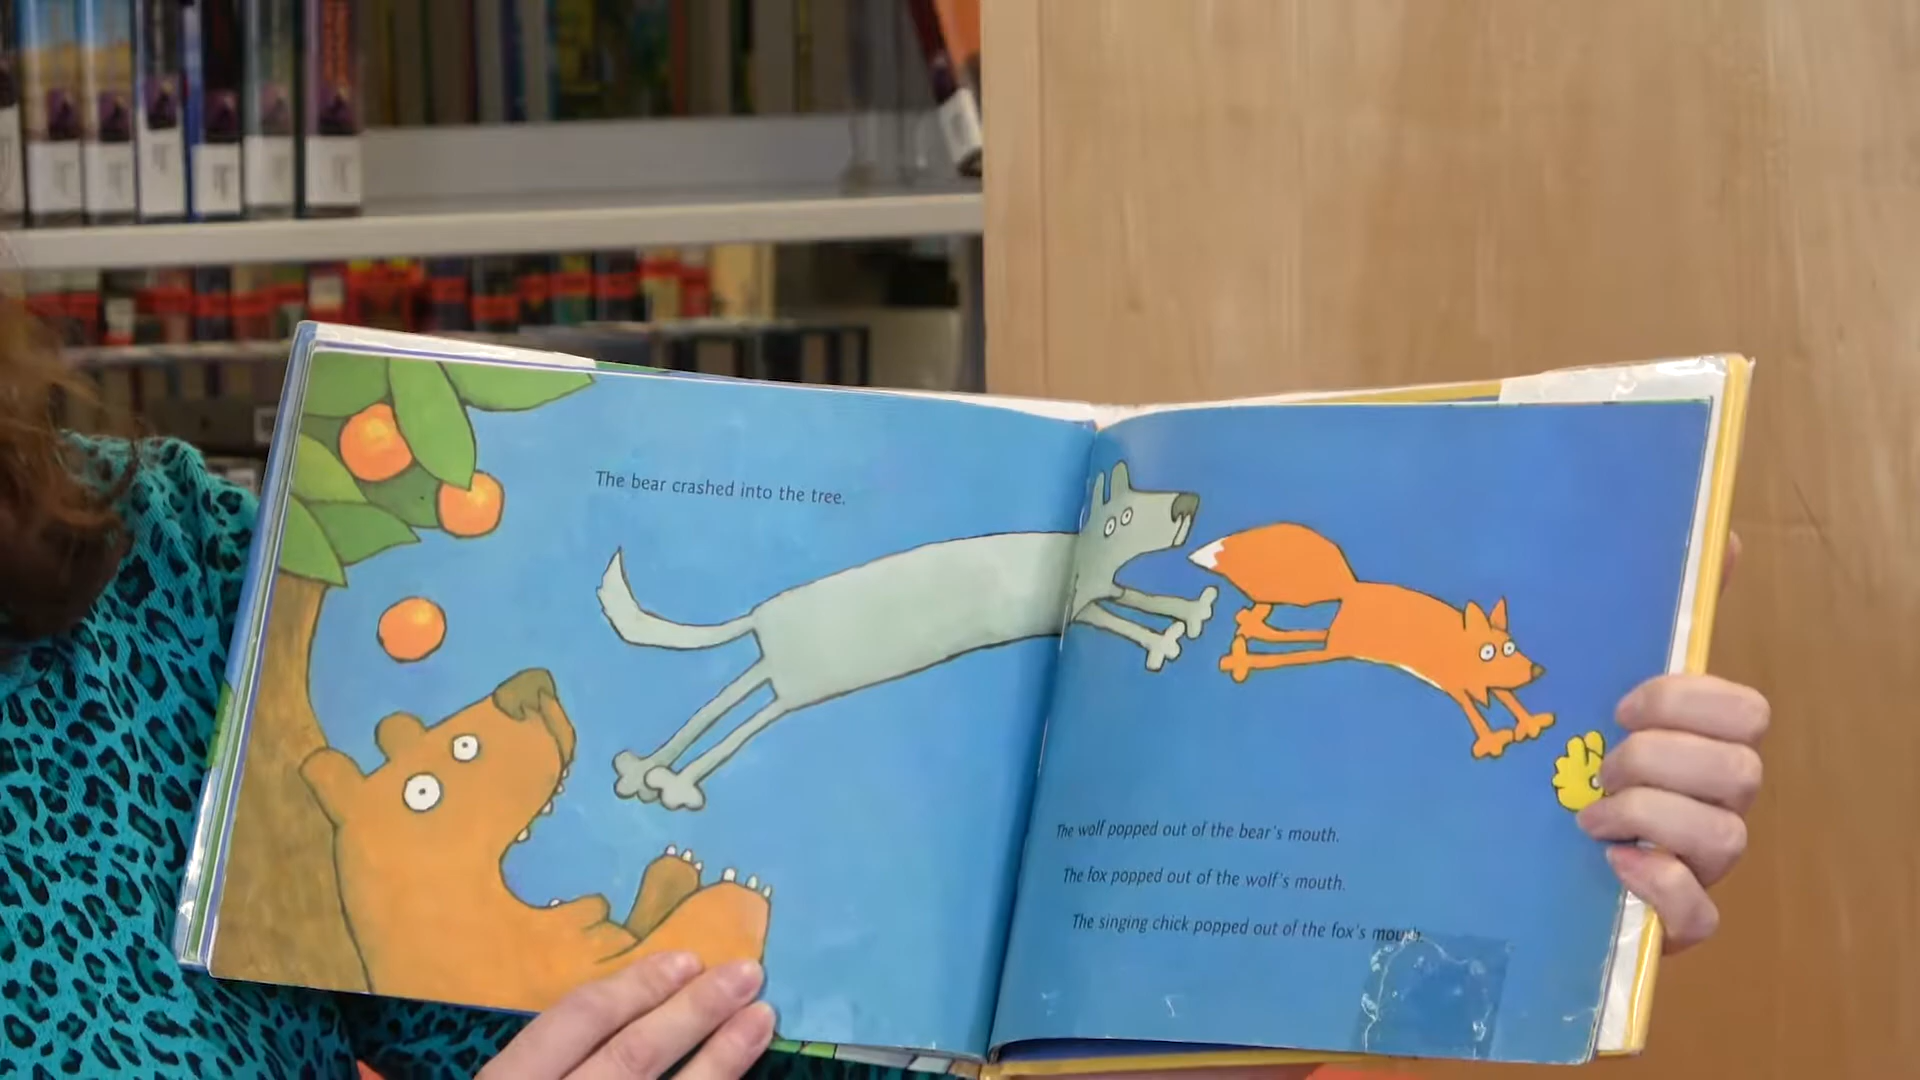 The bear crashed into the tree.
The wolf popped out of the bear's mouth.
The fox popped out of the wolf's mouth.
The singing chick popped out of the fox's mouth.